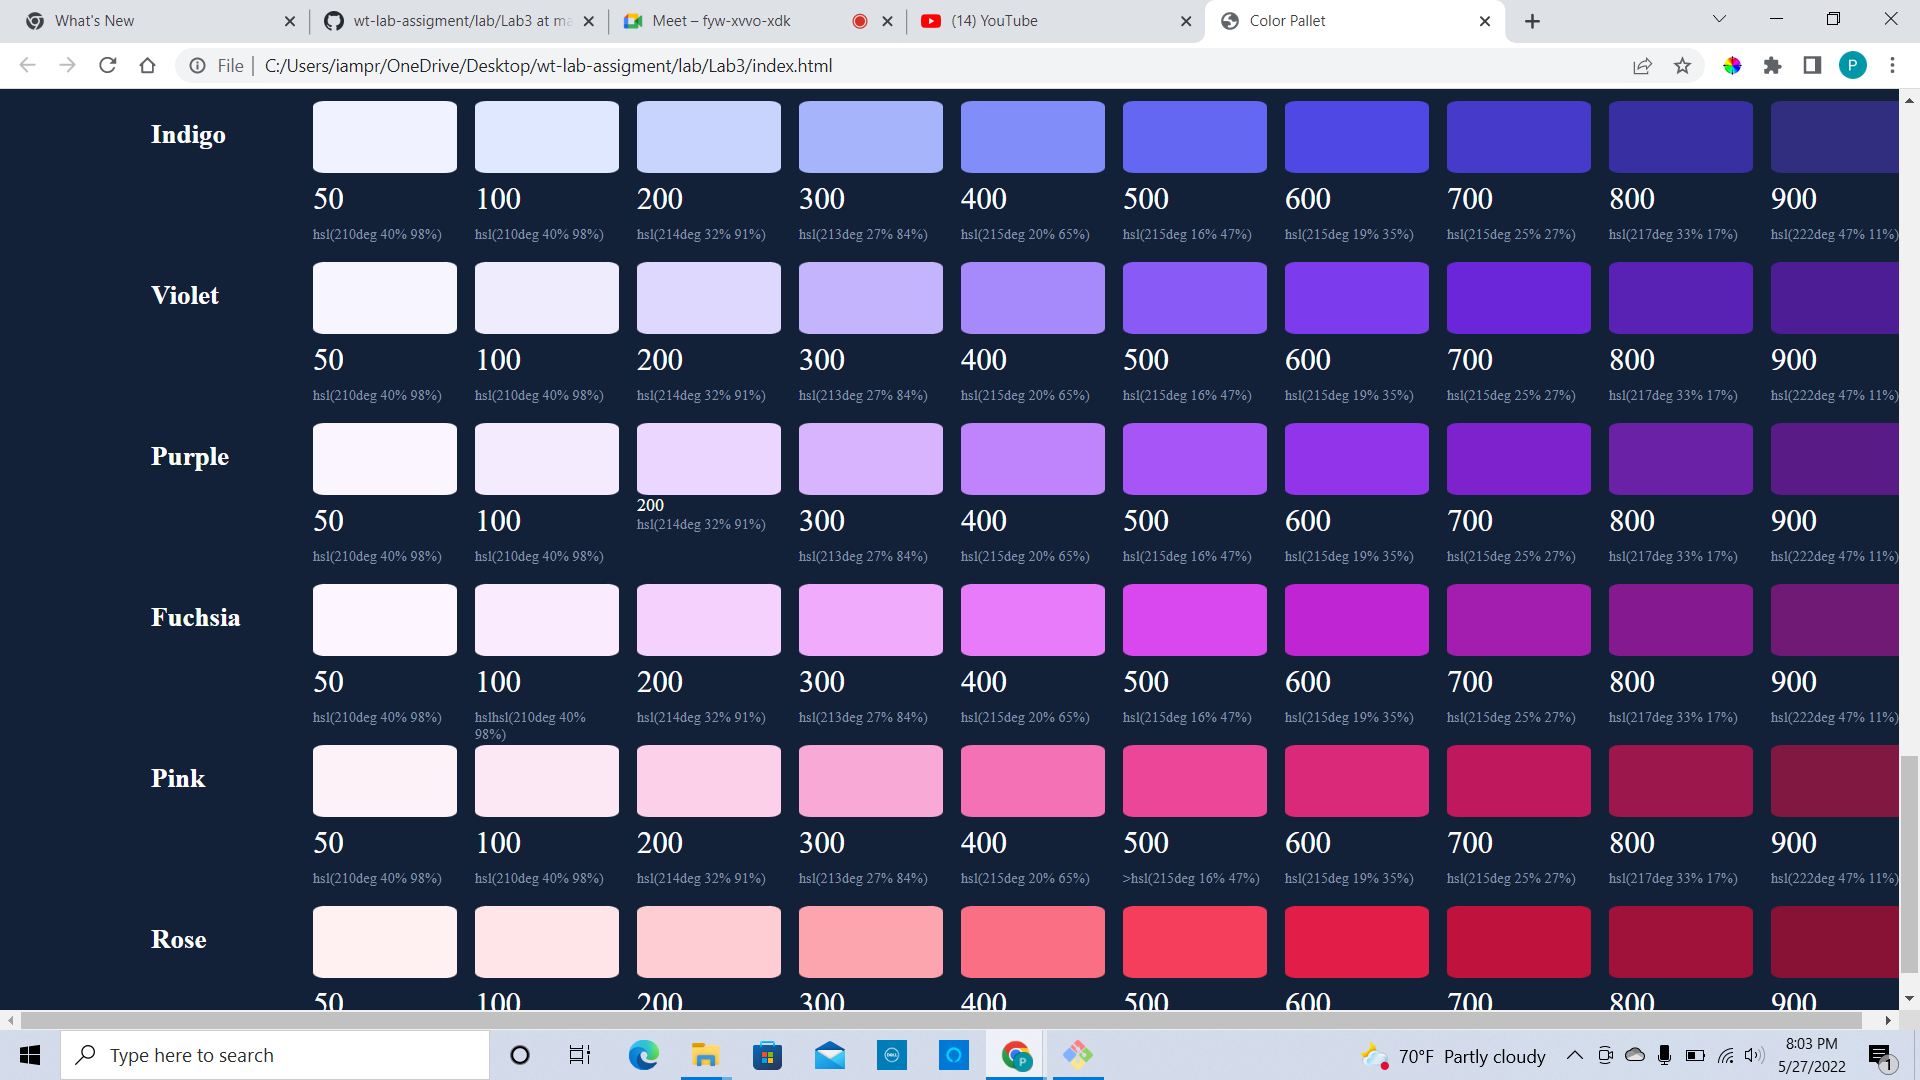 What's New
wt-lab-assigment/lab/Lab3 at ma
Meet – fyw-xvvo-xdk
(14) YouTube
Color Pallet
File
C:/Users/iampr/OneDrive/Desktop/wt-lab-assigment/lab/Lab3/index.html
P
Indigo
50 100 200 300 400 500 600 700 800 900
hsl(210deg 40% 98%) hsl(210deg 40% 98%) hsl(214deg 32% 91%) hsl(213deg 27% 84%) hsl(215deg 20% 65%) hsl(215deg 16% 47%) hsl(215deg 19% 35%) hsl(215deg 25% 27%) hsl(217deg 33% 17%) hsl(222deg 47% 11%)
Violet
50 100 200 300 400 500 600 700 800 900
hsl(210deg 40% 98%) hsl(210deg 40% 98%) hsl(214deg 32% 91%) hsl(213deg 27% 84%) hsl(215deg 20% 65%) hsl(215deg 16% 47%) hsl(215deg 19% 35%) hsl(215deg 25% 27%) hsl(217deg 33% 17%) hsl(222deg 47% 11%)
Purple
50 100 200 300 400 500 600 700 800 900
hsl(210deg 40% 98%) hsl(210deg 40% 98%) hsl(214deg 32% 91%) hsl(213deg 27% 84%) hsl(215deg 20% 65%) hsl(215deg 16% 47%) hsl(215deg 19% 35%) hsl(215deg 25% 27%) hsl(217deg 33% 17%) hsl(222deg 47% 11%)
Fuchsia
50 100 200 300 400 500 600 700 800 900
hsl(210deg 40% 98%) hslhsl(210deg 40% hsl(214deg 32% 91%) hsl(213deg 27% 84%) hsl(215deg 20% 65%) hsl(215deg 16% 47%) hsl(215deg 19% 35%) hsl(215deg 25% 27%) hsl(217deg 33% 17%) hsl(222deg 47% 11%)
98%)
Pink
50 100 200 300 400 500 600 700 800 900
hsl(210deg 40% 98%) hsl(210deg 40% 98%) hsl(214deg 32% 91%) hsl(213deg 27% 84%) hsl(215deg 20% 65%) >hsl(215deg 16% 47%) hsl(215deg 19% 35%) hsl(215deg 25% 27%) hsl(217deg 33% 17%) hsl(222deg 47% 11%)
Rose
50 100 200 300 400 500 600 700 800 900
Type here to search
DELL
P
70°F Partly cloudy
8:03 PM
5/27/2022
1